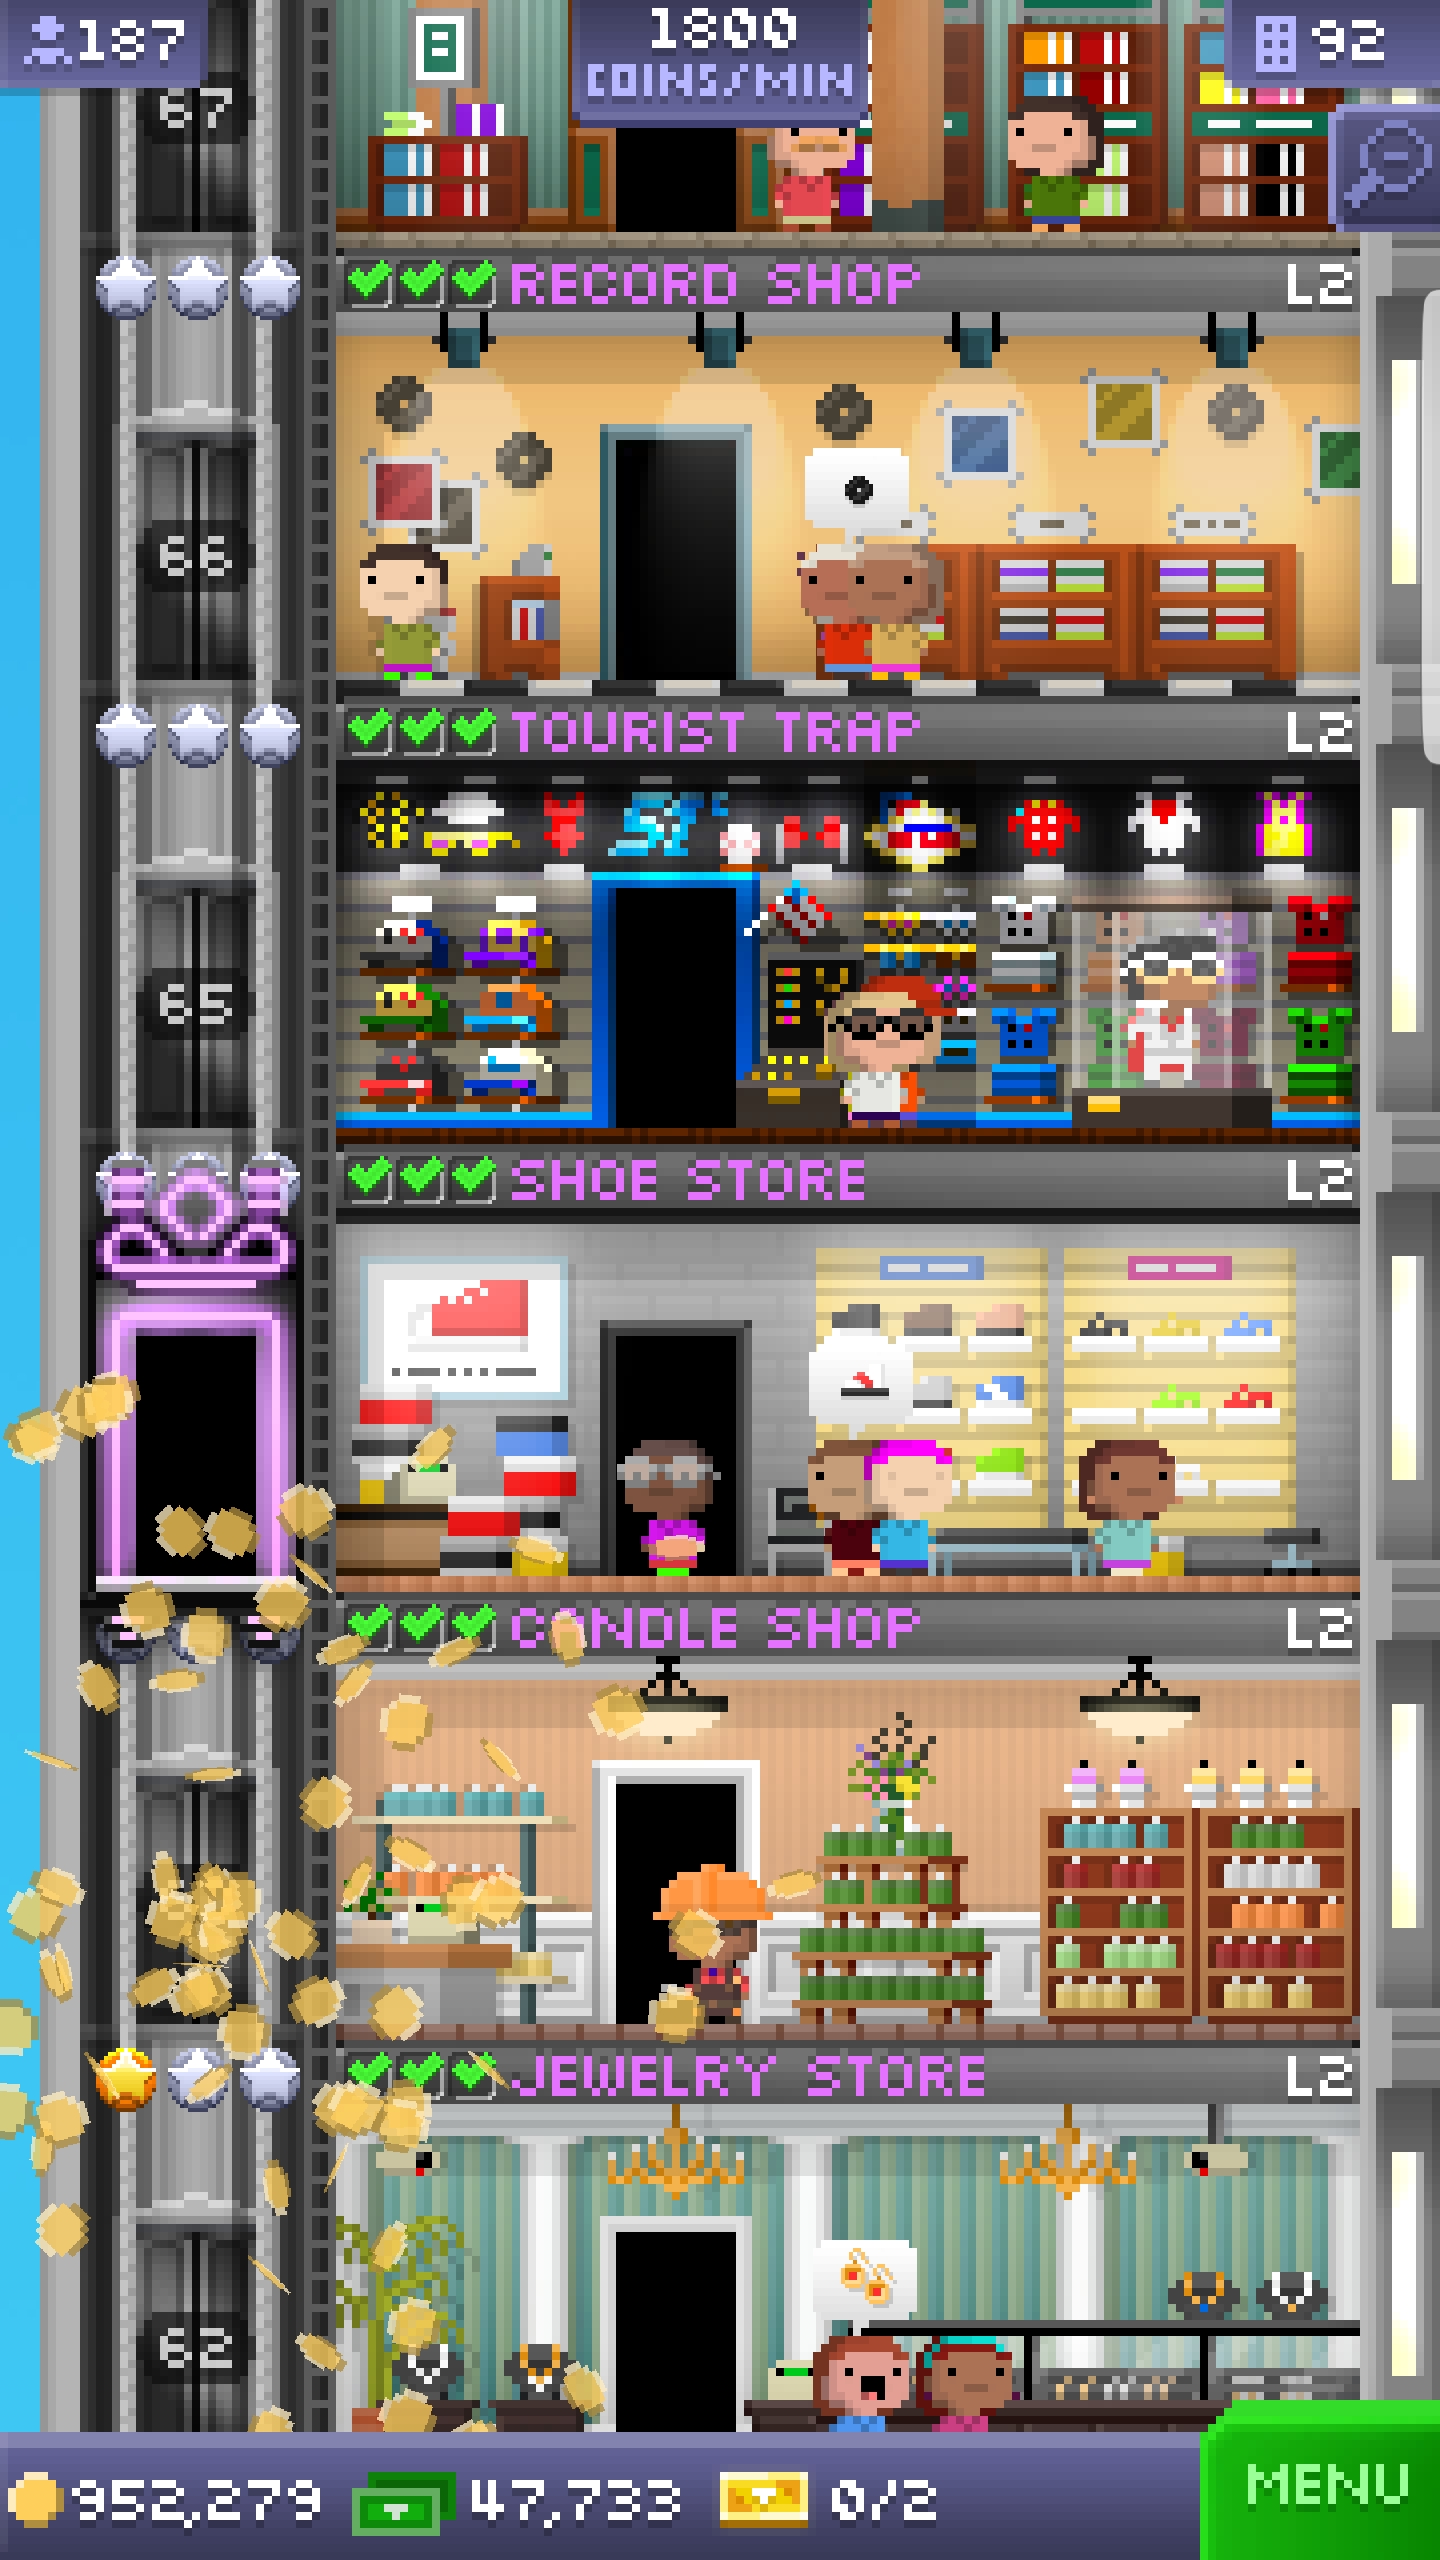 187
1800
COINS/MIN
92
67
RECORD SHOP L2
66
TOURIST TRAP L2
65
SHOE STORE L2
CANDLE SHOP L2
JEWELRY STORE L2
62
952,279 47,733 0/2 MENU